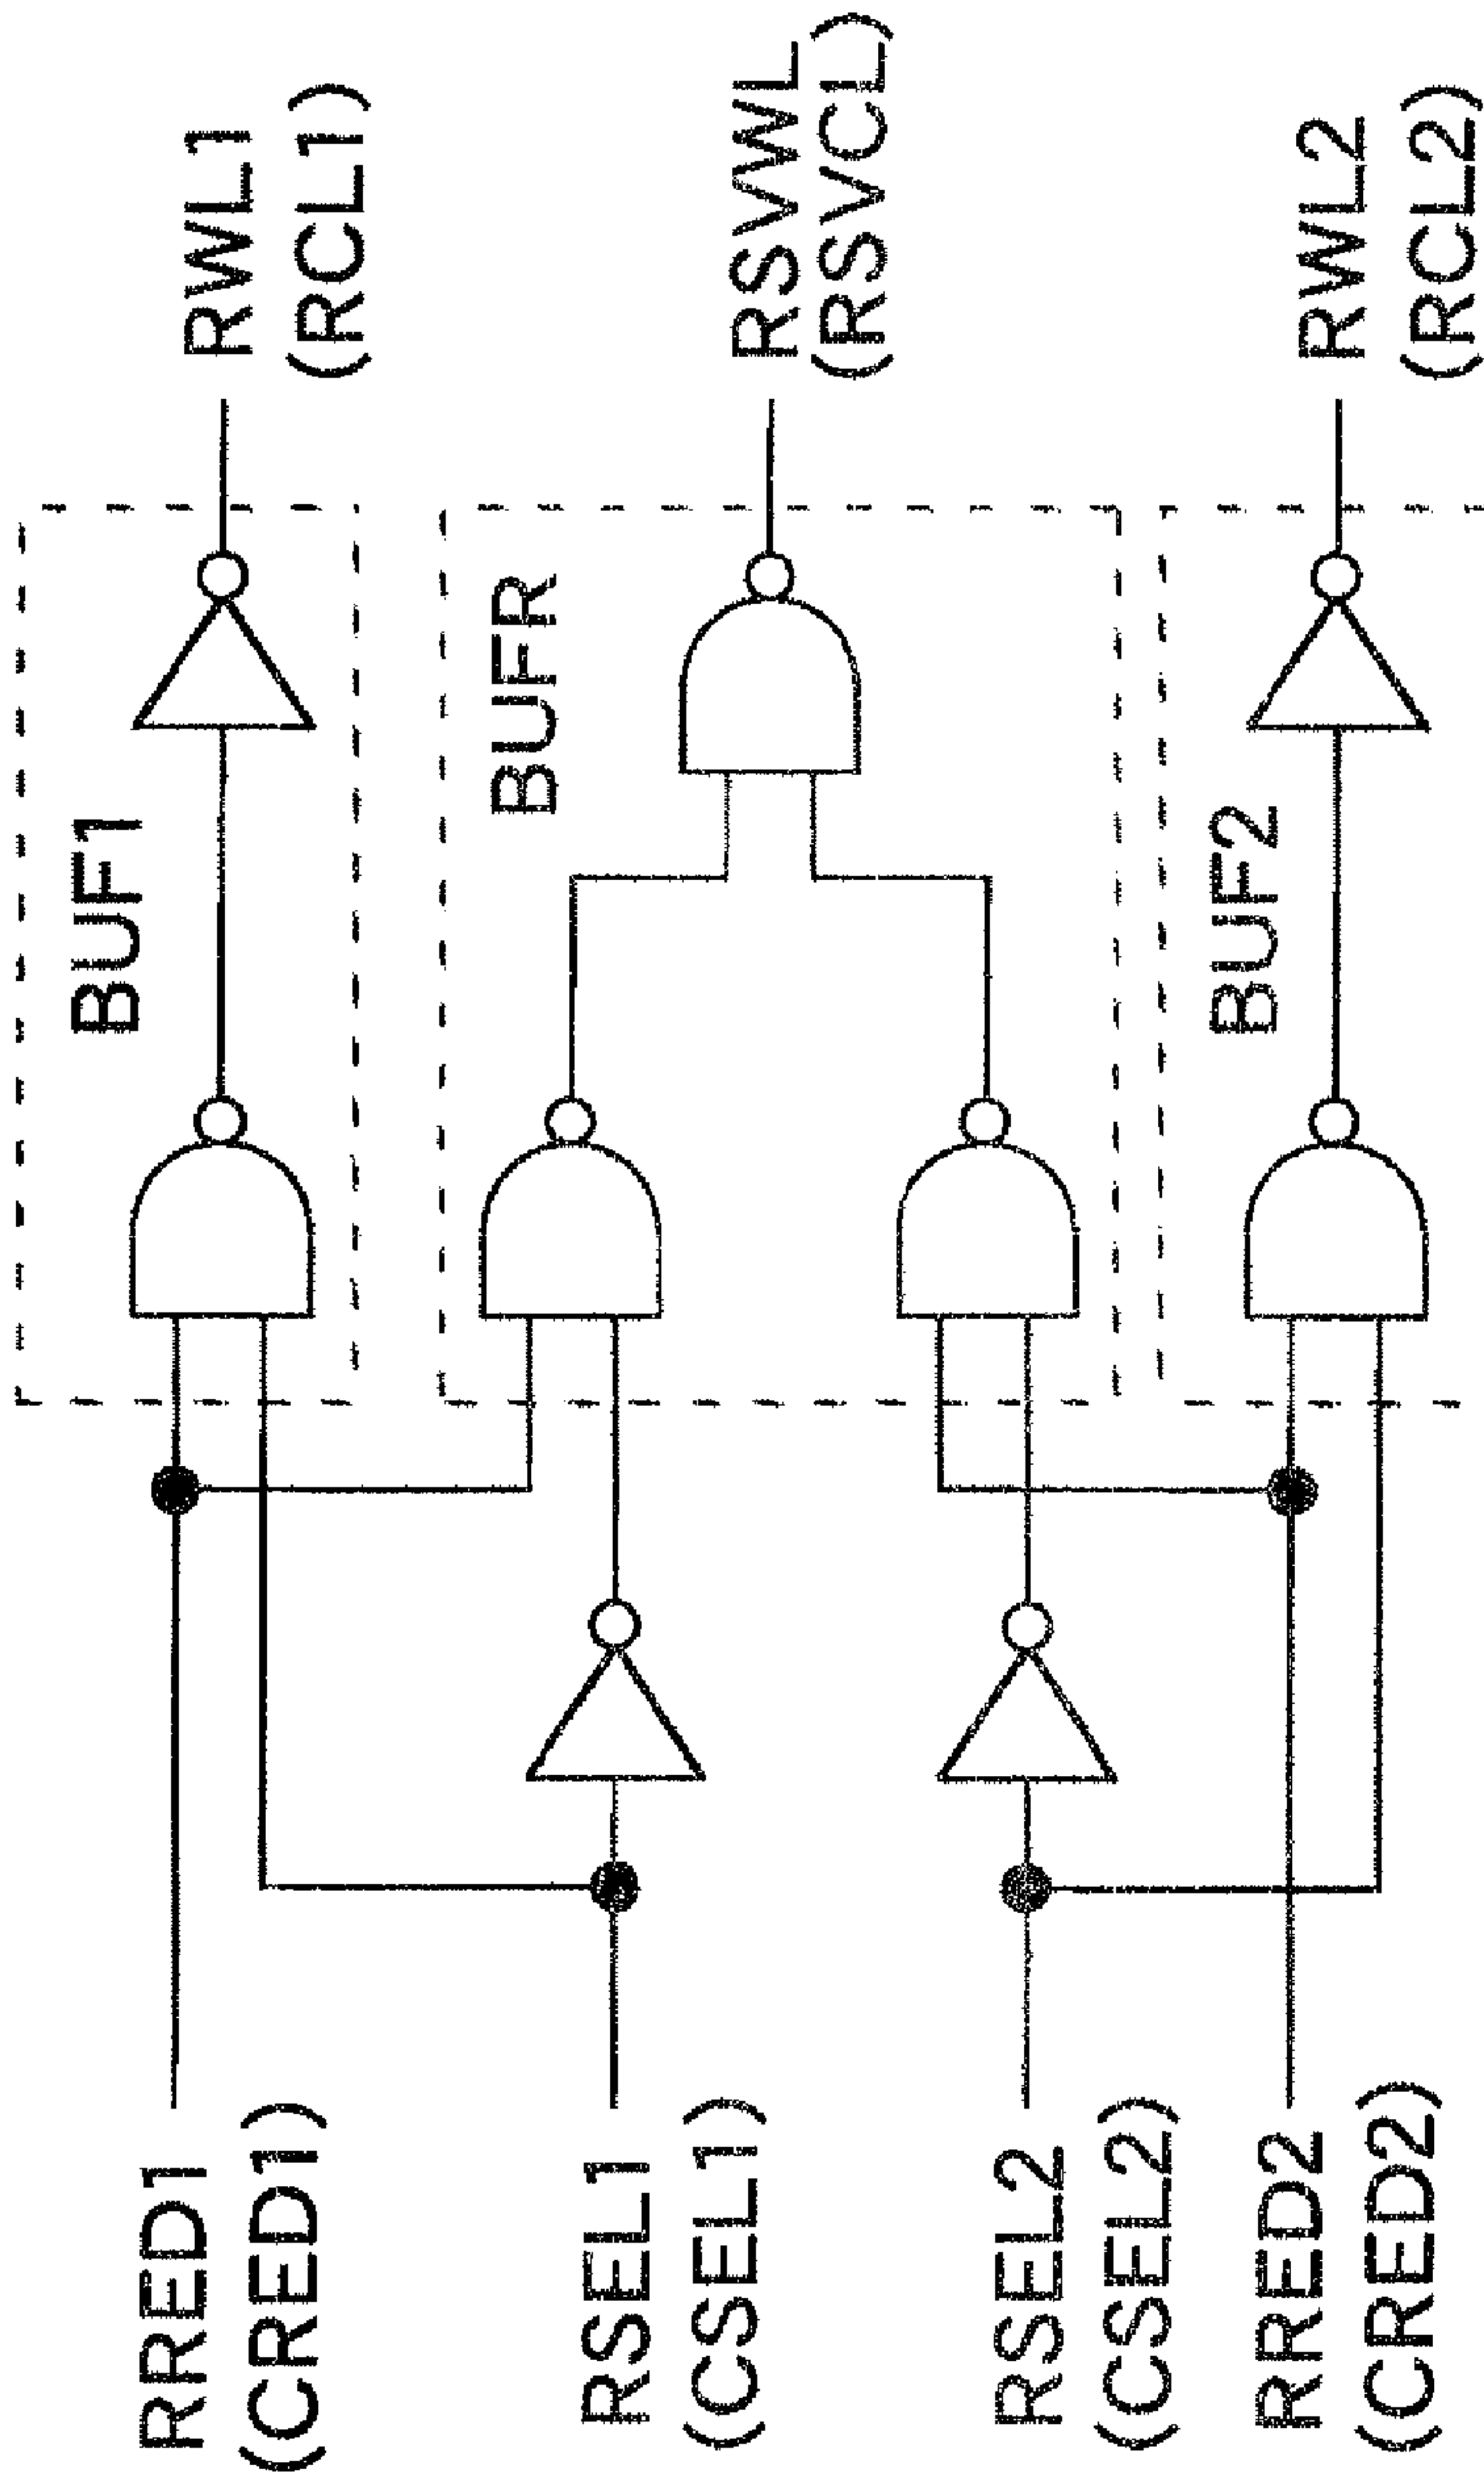 RRED1
(CRED1)
RSEL1
(CSEL1)
RSEL2
(CSEL2)
RRED2
(CRED2)
BUF1
BUFR
BUF2
RWL1
(RCL1)
RSVWL
(RSVCL)
RWL2
(RCL2)